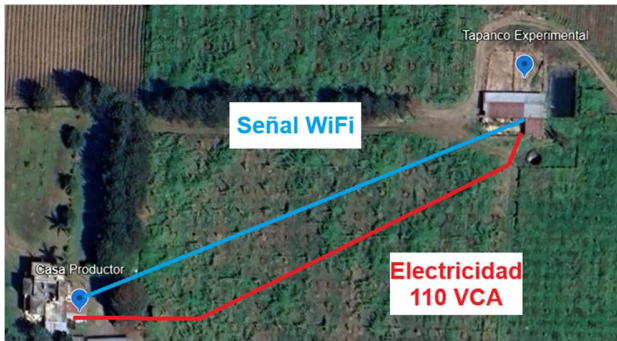 Tapanco Experimental
Señal WiFi
Casa Productor
Electricidad
110 VCA